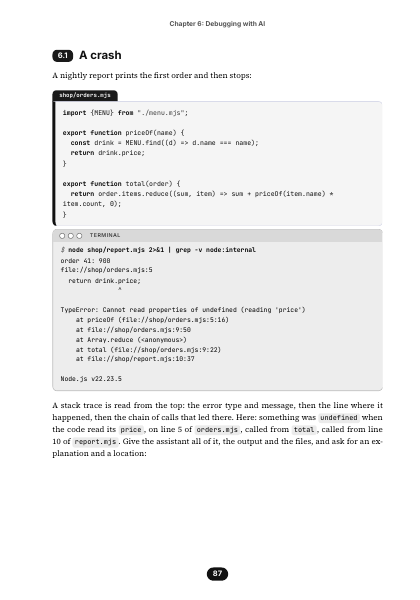 Chapter 6: Debugging with AI
6.1 A crash
A nightly report prints the first order and then stops:
shop/orders.mjs
import {MENU} from "./menu.mjs";
export function priceOf(name) {
const drink = MENU.find((d) => d.name === name);
return drink.price;
}
export function total(order) {
return order.items.reduce((sum, item) => sum + priceOf(item.name) *
item.count, 0);
}
TERMINAL
$ node shop/report.mjs 2>&1 | grep -v node:internal
order 41: 900
file://shop/orders.mjs:5
return drink.price;
^
TypeError: Cannot read properties of undefined (reading 'price')
at priceOf (file://shop/orders.mjs:5:16)
at file://shop/orders.mjs:9:50
at Array.reduce (<anonymous>)
at total (file://shop/orders.mjs:9:22)
at file://shop/report.mjs:10:37
Node.js v22.23.5
A stack trace is read from the top: the error type and message, then the line where it
happened, then the chain of calls that led there. Here: something was undefined when
the code read its price, on line 5 of orders.mjs, called from total, called from line
10 of report.mjs. Give the assistant all of it, the output and the files, and ask for an ex-
planation and a location:
87